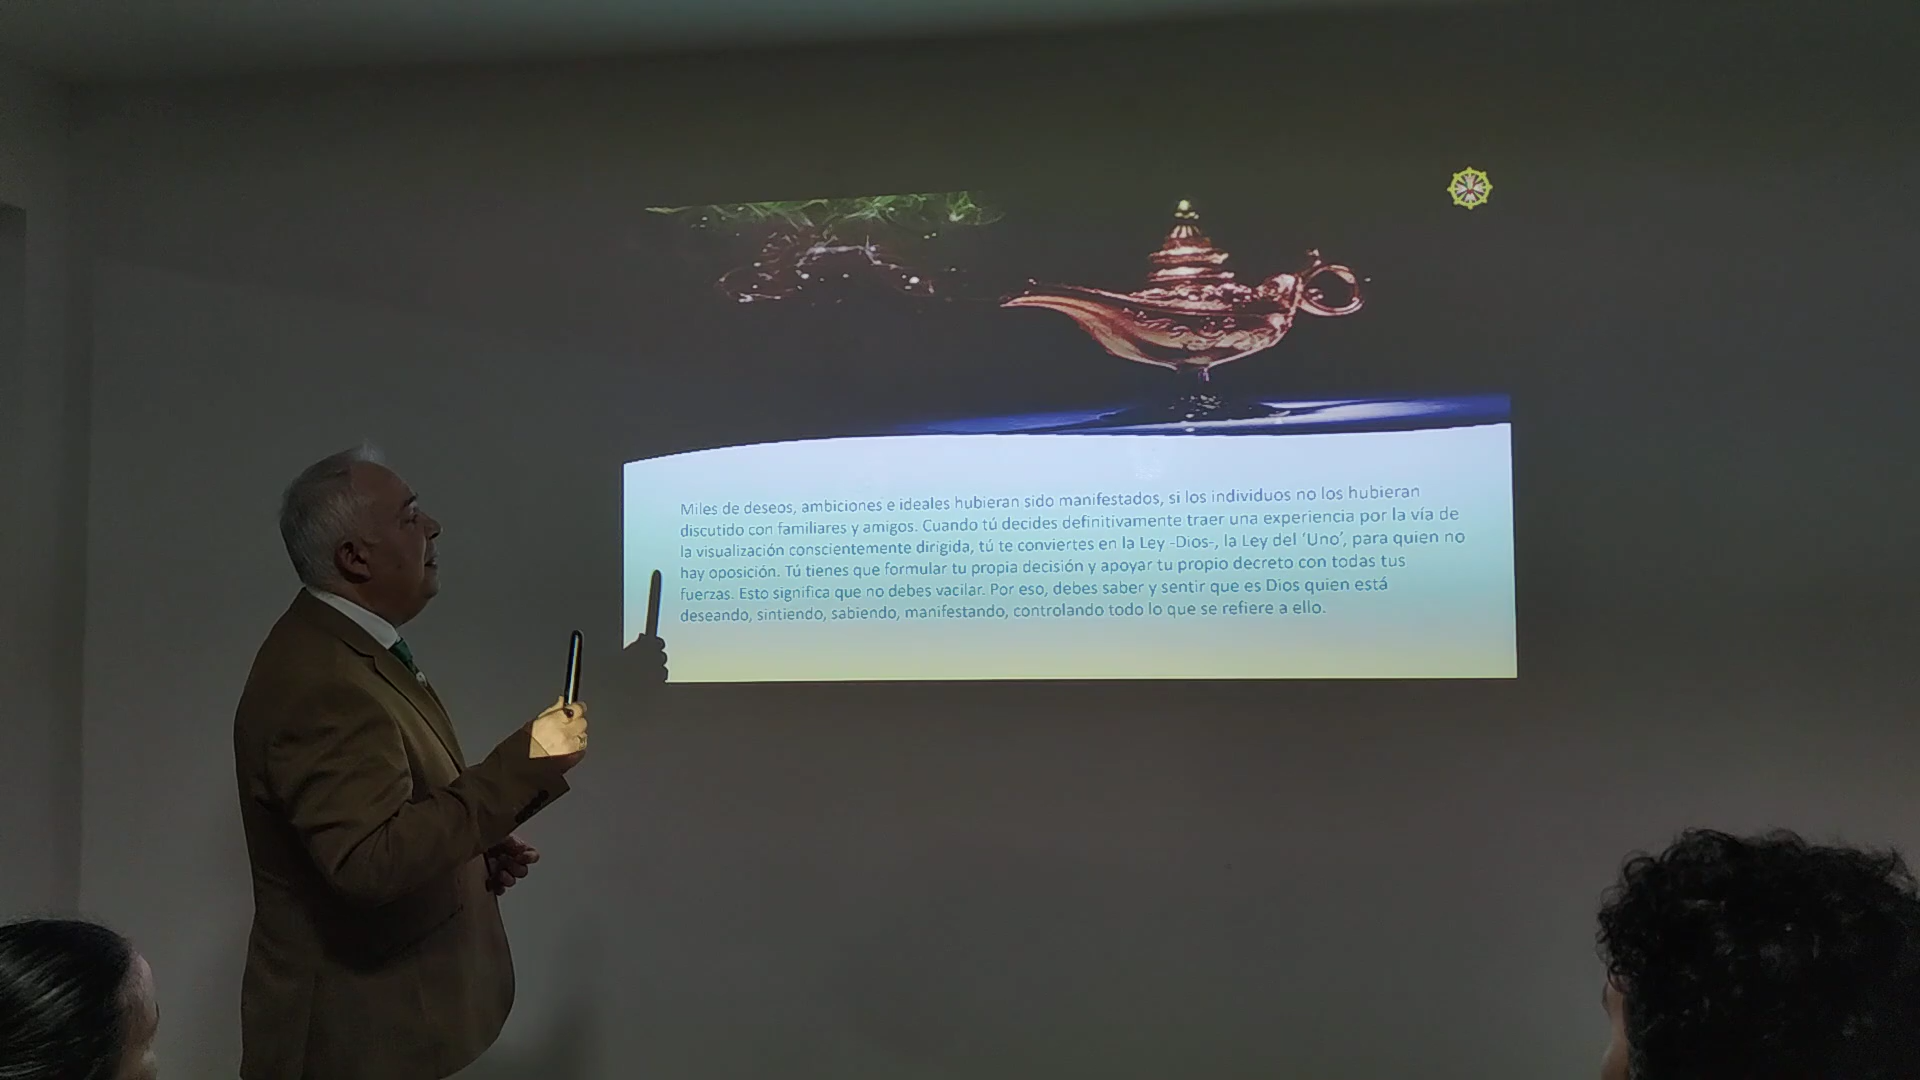 Miles de deseos, ambiciones e ideales hubieran sido manifestados, si los individuos no los hubieran
discutido con familiares y amigos. Cuando tú decides definitivamente traer una experiencia por la vía de
la visualización conscientemente dirigida, tú te conviertes en la Ley -Dios-, la Ley del ‘Uno’, para quien no
hay oposición. Tú tienes que formular tu propia decisión y apoyar tu propio decreto con todas tus
fuerzas. Esto significa que no debes vacilar. Por eso, debes saber y sentir que es Dios quien está
deseando, sintiendo, sabiendo, manifestando, controlando todo lo que se refiere a ello.